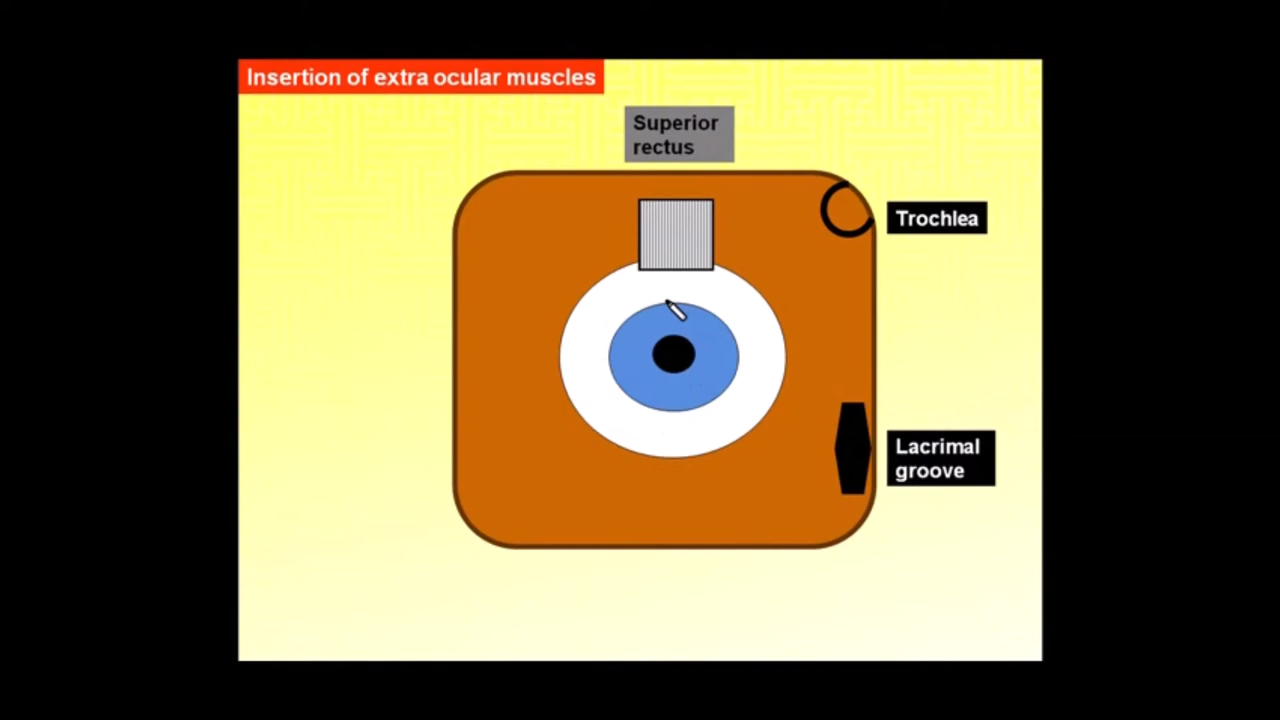 Insertion of extra ocular muscles
Superior
rectus
Trochlea
Lacrimal
groove